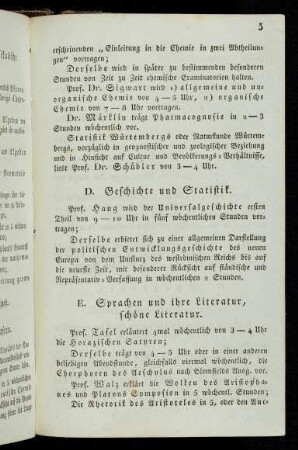 5
erscheinenden „Einleitung in die Chemie in zwei Abtheilun-
gen“ vortragen;
Derselbe wird in später zu bestimmenden besonderen
Stunden von Zeit zu Zeit chemische Examinatorien halten.
Prof. Dr. Sigwart wird 1) allgemeine und une
organische Chemie von 4 — 5 Uhr, 2) organische
Chemie von 7 — 8 Uhr vortragen.
Dr. Märklin trägt Pharmacognosie in 2 — 3
Stunden wöchentlich vor.
Statistik Württembergs oder Naturkunde Württem-
bergs, vorzüglich in geognostischer und zoologischer Beziehung
und in Hinsicht auf Cultur und Bevölkerungs-Verhältnisse,
liest Prof. Dr. Schübler von 3 — 4 Uhr.
D. Geschichte und Statistik.
Prof. Haug wird der Universalgeschichte ersten
Theil von 9 — 10 Uhr in fünf wöchentlichen Stunden vor-
tragen;
Derselbe erbietet sich zu einer allgemeinen Darstellung
der politischen Entwicklungsgeschichte des neuen
Europa von dem Umsturz des weströmischen Reichs bis auf
die neueste Zeit, mit besonderer Rücksicht auf ständische und
Repräsentativ-Verfassung in wöchentlichen 2 Stunden.
E. Sprachen und ihre Literatur,
schöne Literatur.
Prof. Tafel erläutert 4mal wöchentlich von 3 — 4 Uhr
die Horazischen Satyren;
Derselbe trägt von 4 — 5 Uhr oder in einer anderen
beliebigen Abendstunde, gleichfalls viermal wöchentlich, die
Choephoren des Aeschylus nach Blomfields Ausg. vor.
Prof. Walz erklärt die Wolken des Aristopha-
nes und Platons Symposion in 5 wöchentl. Stunden;
Die Rhetorik des Aristoteles in 5, oder den Auc-